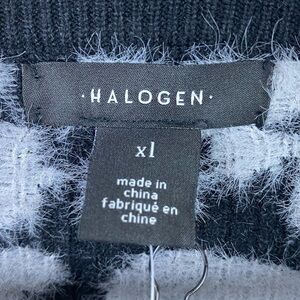 ·HALOGEN·
xl
made in
china
fabriqué en
chine